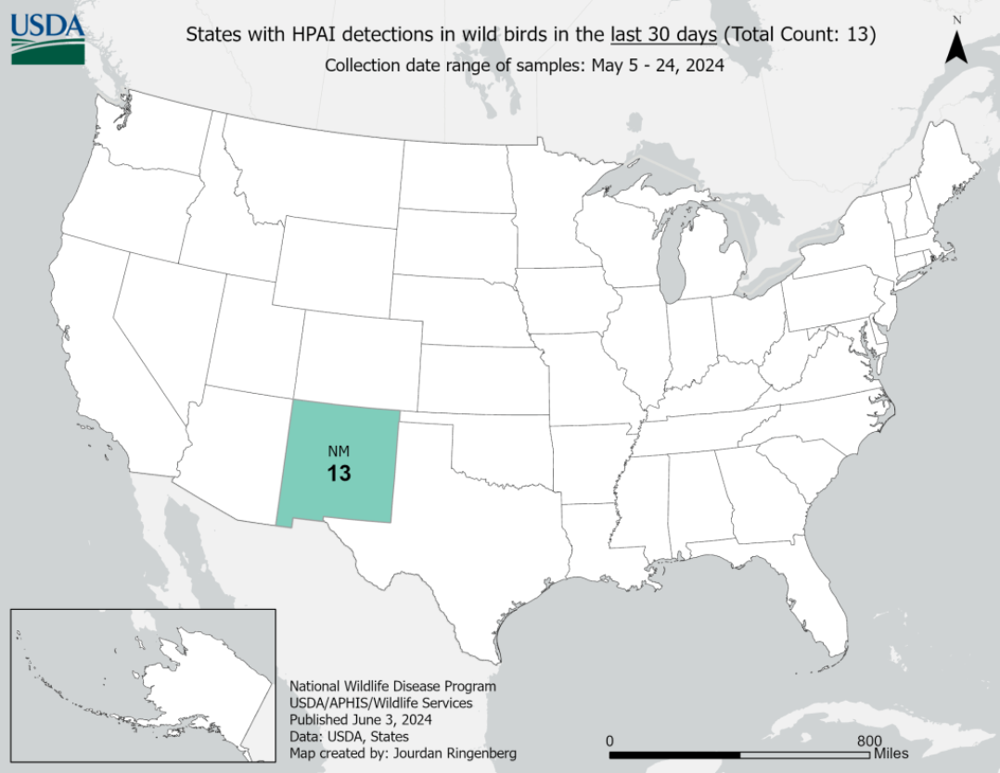 USDA
States with HPAI detections in wild birds in the last 30 days (Total Count: 13)
Collection date range of samples: May 5 - 24, 2024
N
NM
13
National Wildlife Disease Program
USDA/APHIS/Wildlife Services
Published June 3, 2024
Data: USDA, States
Map created by: Jourdan Ringenberg
0 800
Miles